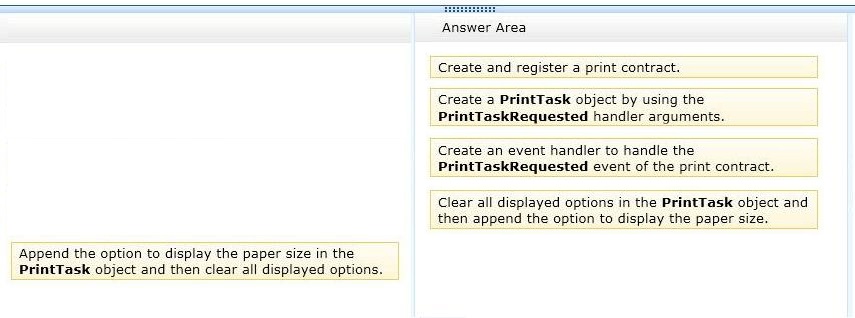 Answer Area
Create and register a print contract.
Create a PrintTask object by using the
PrintTaskRequested handler arguments.
Create an event handler to handle the
PrintTaskRequested event of the print contract.
Clear all displayed options in the PrintTask object and
then append the option to display the paper size.
Append the option to display the paper size in the
PrintTask object and then clear all displayed options.